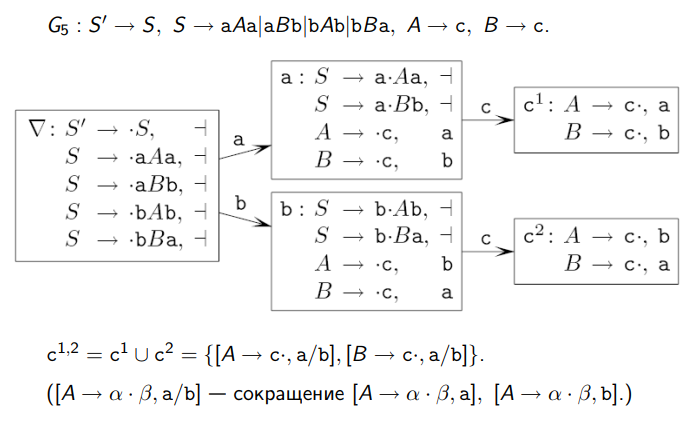 G₅ : S′ → S, S → aAa|aBb|bAb|bBa, A → c, B → c.
∇ : S′ → ·S, ⊣
S → ·aAa, ⊣
S → ·aBb, ⊣
S → ·bAb, ⊣
S → ·bBa, ⊣
a
b
a : S → a·Aa, ⊣
S → a·Bb, ⊣
A → ·c, a
B → ·c, b
c
c¹ : A → c·, a
B → c·, b
b : S → b·Ab, ⊣
S → b·Ba, ⊣
A → ·c, b
B → ·c, a
c
c² : A → c·, b
B → c·, a
c¹,² = c¹ ∪ c² = {[A → c·, a/b], [B → c·, a/b]}.
([A → α · β, a/b] — сокращение [A → α · β, a], [A → α · β, b].)